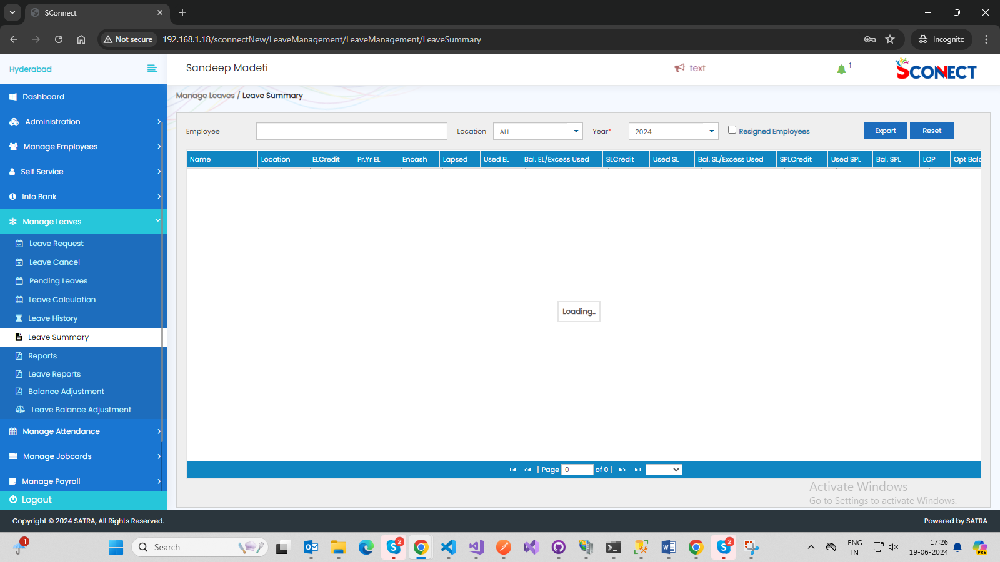 SConnect
Not secure
192.168.1.18/sconnectNew/LeaveManagement/LeaveManagement/LeaveSummary
Incognito
Hyderabad
Sandeep Madeti
text
1
SCONNECT
Dashboard
Administration
Manage Employees
Self Service
Info Bank
Manage Leaves
Leave Request
Leave Cancel
Pending Leaves
Leave Calculation
Leave History
Leave Summary
Reports
Leave Reports
Balance Adjustment
Leave Balance Adjustment
Manage Attendance
Manage Jobcards
Manage Payroll
Logout
Manage Leaves / Leave Summary
Employee Location ALL Year* 2024 Resigned Employees Export Reset
Name Location ELCredit Pr.Yr EL Encash Lapsed Used EL Bal. EL/Excess Used SLCredit Used SL Bal. SL/Excess Used SPLCredit Used SPL Bal. SPL LOP Opt Bal
Loading..
| Page 0 of 0 | --
Activate Windows
Go to Settings to activate Windows.
Copyright © 2024 SATRA, All Rights Reserved.
Powered by SATRA
1
Search
2
2
ENG
IN
17:26
19-06-2024
PRE